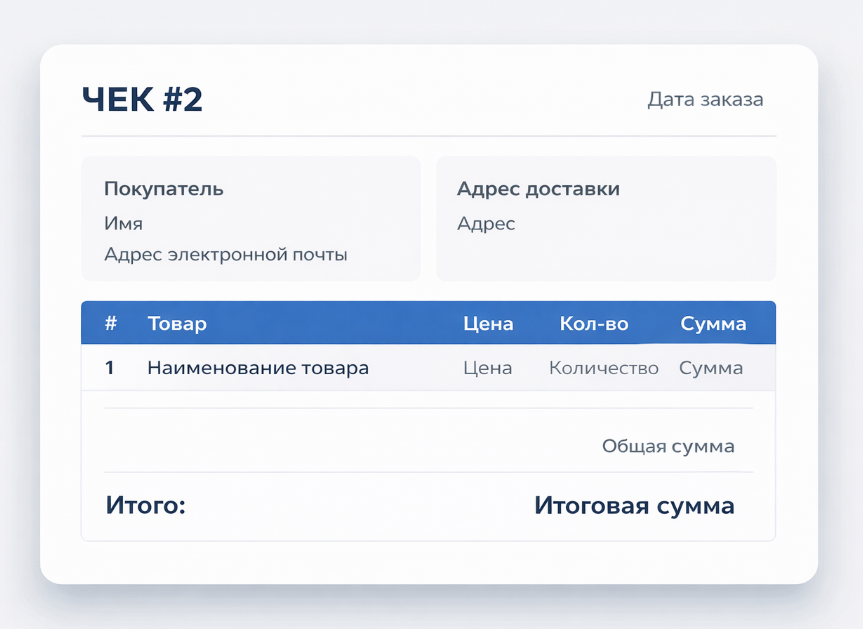 ЧЕК #2
Дата заказа
Покупатель
Имя
Адрес электронной почты
Адрес доставки
Адрес
# Товар Цена Кол-во Сумма
1 Наименование товара Цена Количество Сумма
Общая сумма
Итого: Итоговая сумма